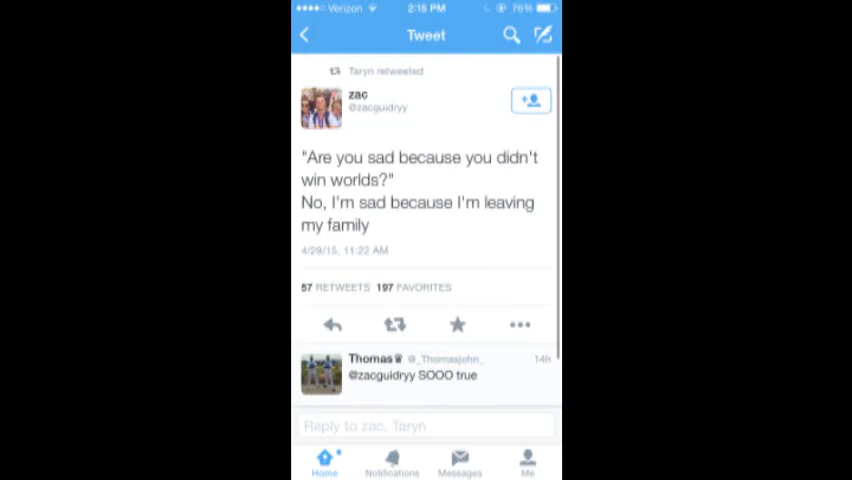 Verizon 2:15 PM 76%
Tweet
Taryn retweeted
zac
@zacguidryy
"Are you sad because you didn't
win worlds?"
No, I'm sad because I'm leaving
my family
4/29/15, 11:22 AM
57 RETWEETS 197 FAVORITES
Thomas♛ @_Thomasjohn_ 14h
@zacguidryy SOOO true
Reply to zac, Taryn
Home Notifications Messages Me